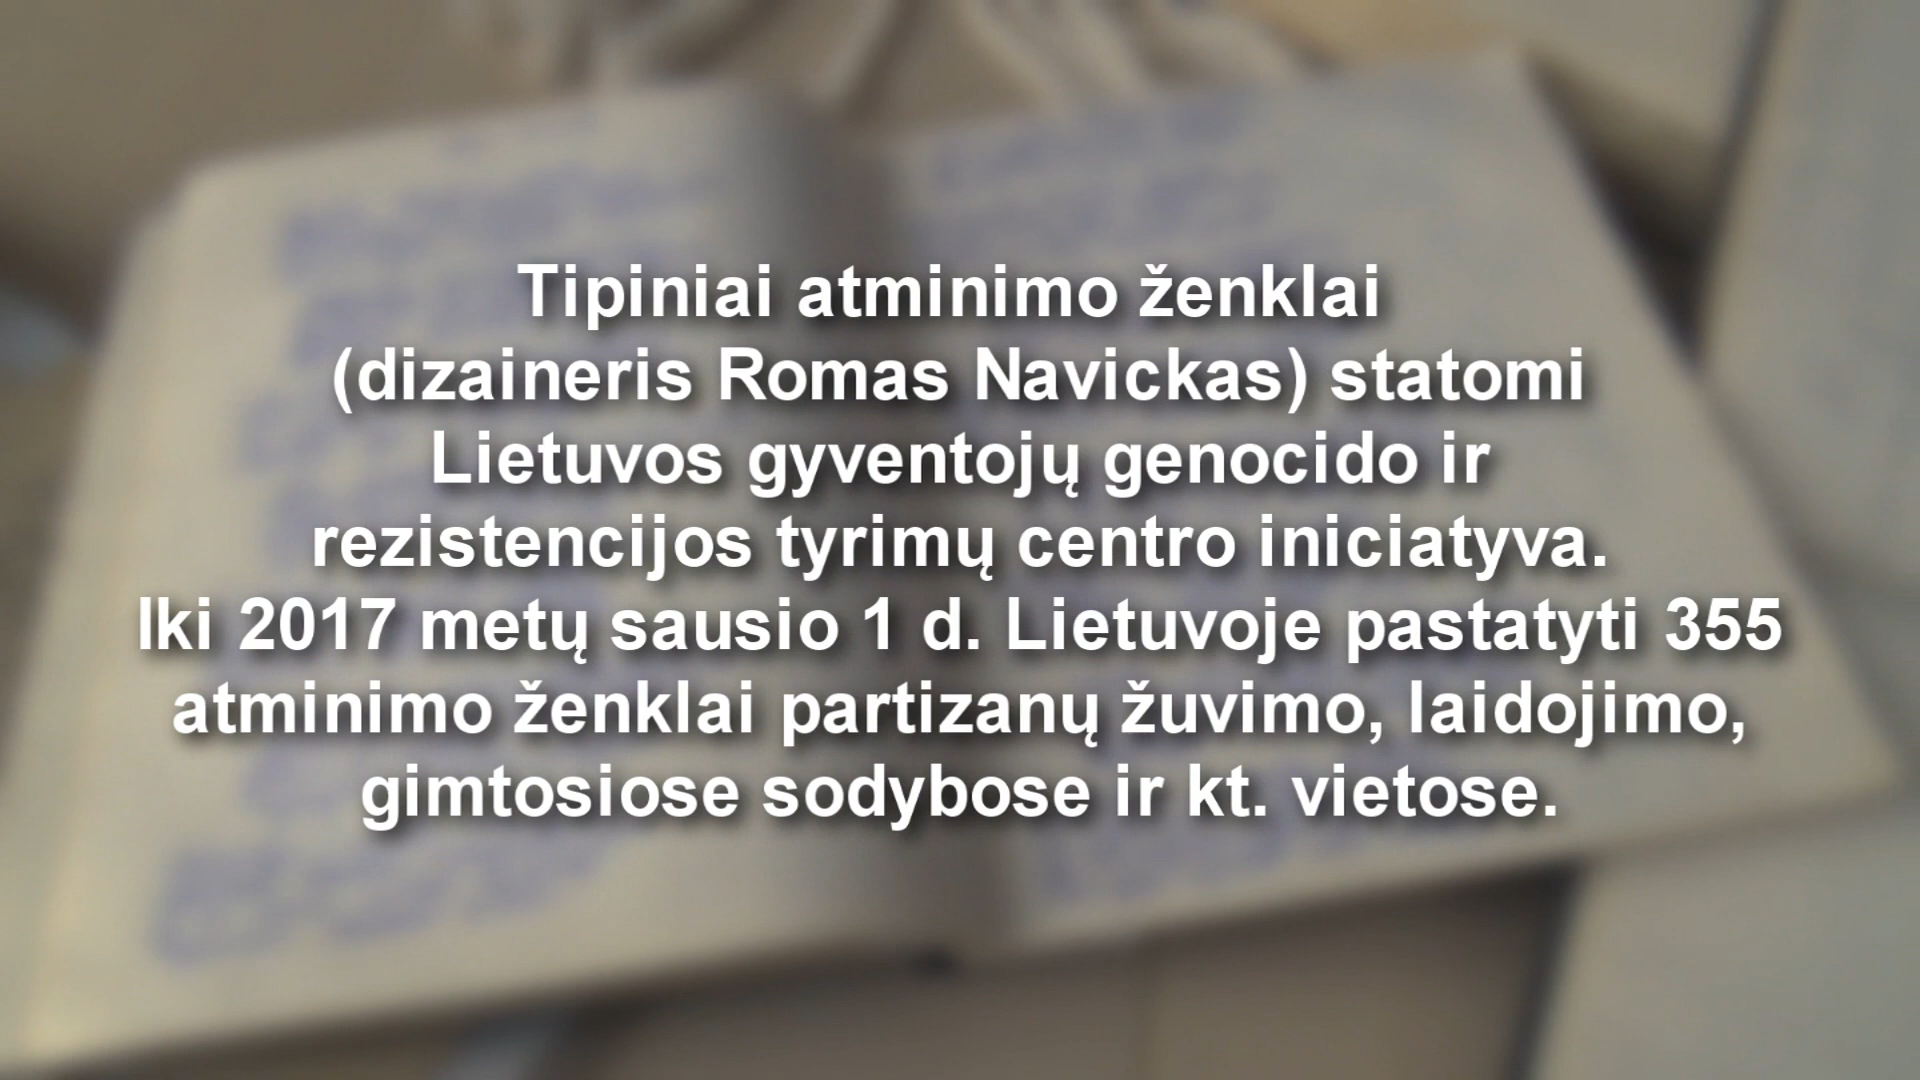 Tipiniai atminimo ženklai
(dizaineris Romas Navickas) statomi
Lietuvos gyventojų genocido ir
rezistencijos tyrimų centro iniciatyva.
Iki 2017 metų sausio 1 d. Lietuvoje pastatyti 355
atminimo ženklai partizanų žuvimo, laidojimo,
gimtosiose sodybose ir kt. vietose.